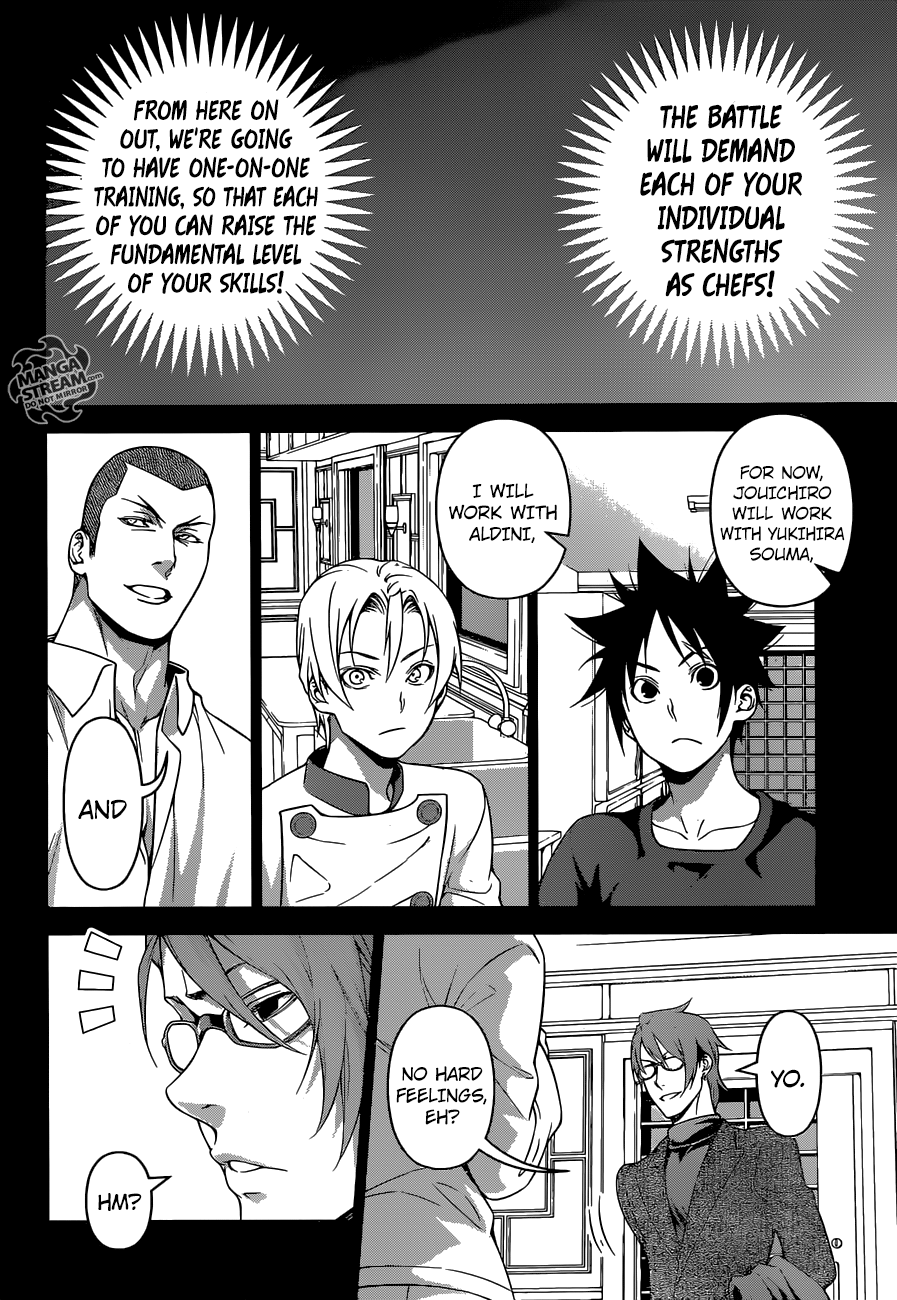 THE BATTLE
WILL DEMAND
EACH OF YOUR
INDIVIDUAL
STRENGTHS
AS CHEFS!
FROM HERE ON
OUT, WE'RE GOING
TO HAVE ONE-ON-ONE
TRAINING, SO THAT EACH
OF YOU CAN RAISE THE
FUNDAMENTAL LEVEL
OF YOUR SKILLS!
MANGA
STREAM.com
DO NOT MIRROR
FOR NOW,
JOUICHIRO
WILL WORK
WITH YUKIHIRA
SOUMA,
I WILL
WORK WITH
ALDINI,
AND
YO.
NO HARD
FEELINGS,
EH?
HM?